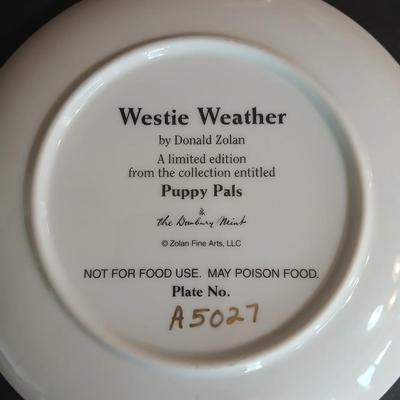 Westie Weather
by Donald Zolan
A limited edition
from the collection entitled
Puppy Pals
&
the Danbury Mint
© Zolan Fine Arts, LLC
NOT FOR FOOD USE. MAY POISON FOOD.
Plate No.
A5027